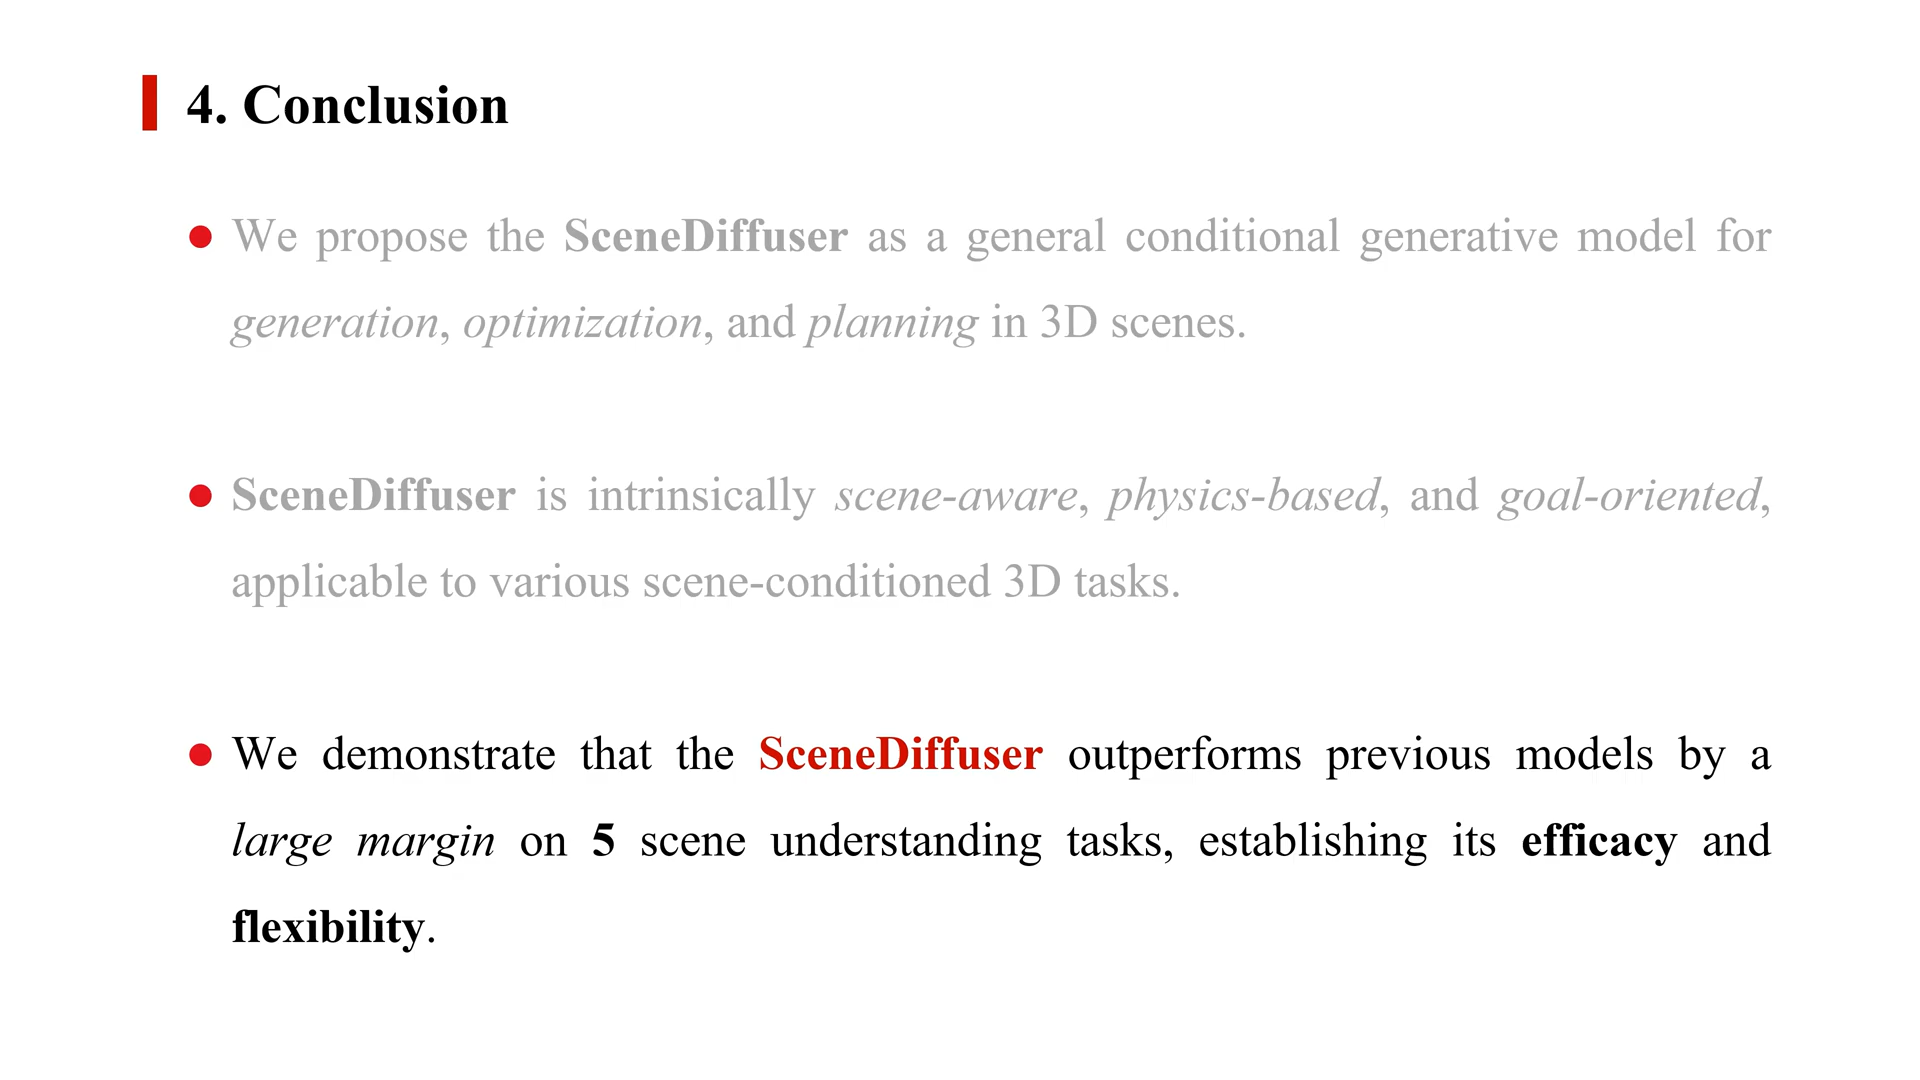 4. Conclusion
● We propose the SceneDiffuser as a general conditional generative model for
generation, optimization, and planning in 3D scenes.
● SceneDiffuser is intrinsically scene-aware, physics-based, and goal-oriented,
applicable to various scene-conditioned 3D tasks.
● We demonstrate that the SceneDiffuser outperforms previous models by a
large margin on 5 scene understanding tasks, establishing its efficacy and
flexibility.